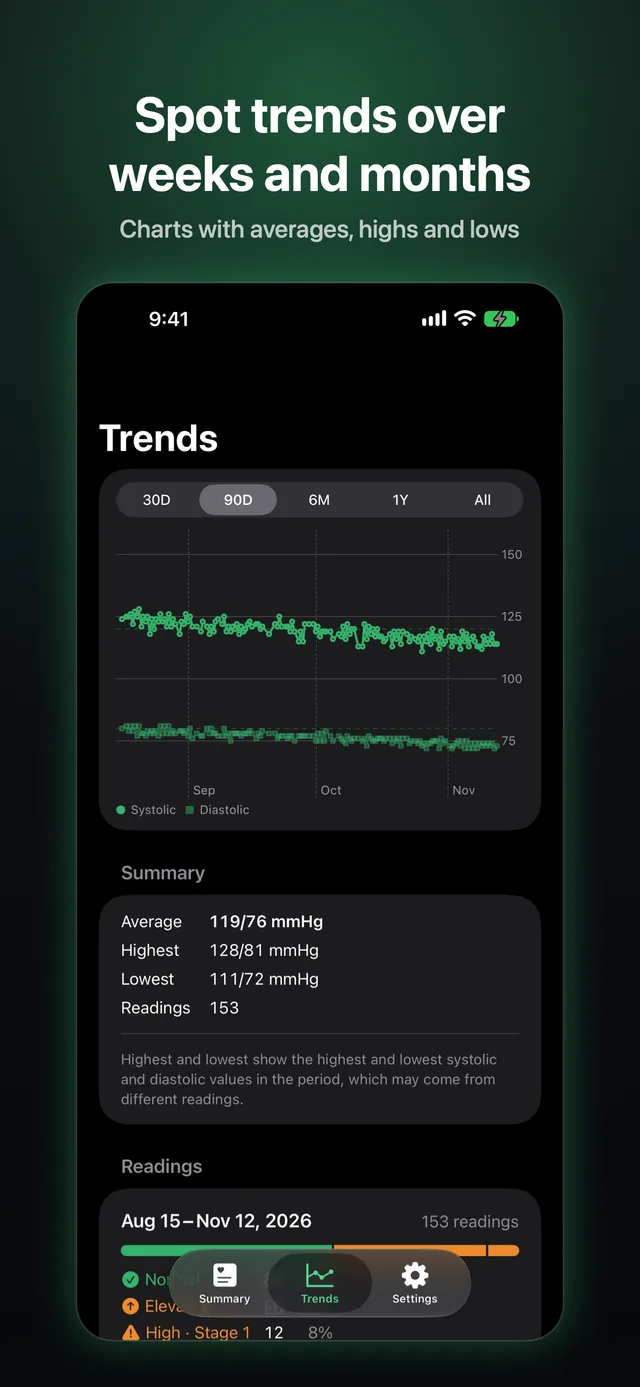 Spot trends over
weeks and months
Charts with averages, highs and lows
9:41
Trends
30D 90D 6M 1Y All
150
125
100
75
Sep Oct Nov
Systolic Diastolic
Summary
Average 119/76 mmHg
Highest 128/81 mmHg
Lowest 111/72 mmHg
Readings 153
Highest and lowest show the highest and lowest systolic
and diastolic values in the period, which may come from
different readings.
Readings
Aug 15–Nov 12, 2026 153 readings
Summary Trends Settings
High · Stage 1 12 8%